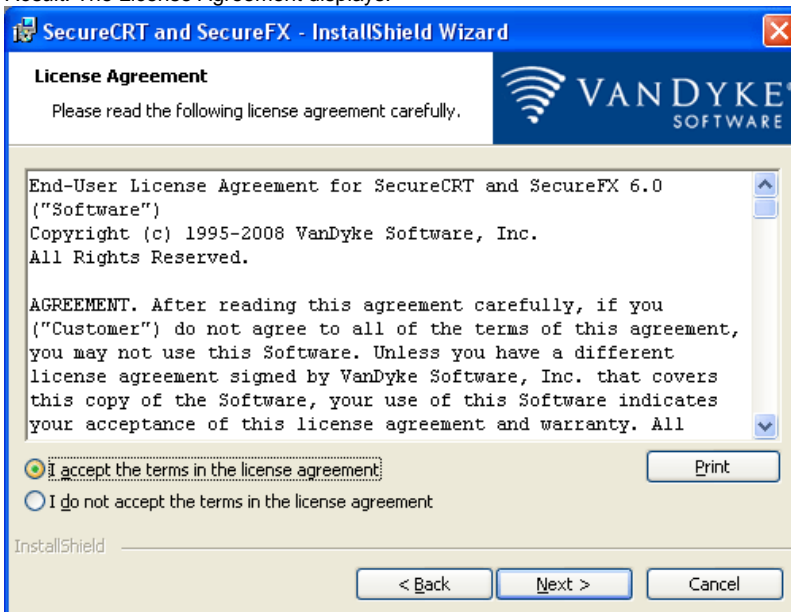 Result: The License Agreement displays.
SecureCRT and SecureFX - InstallShield Wizard
License Agreement
Please read the following license agreement carefully.
VANDYKE®
SOFTWARE
End-User License Agreement for SecureCRT and SecureFX 6.0
("Software")
Copyright (c) 1995-2008 VanDyke Software, Inc.
All Rights Reserved.
AGREEMENT. After reading this agreement carefully, if you
("Customer") do not agree to all of the terms of this agreement,
you may not use this Software. Unless you have a different
license agreement signed by VanDyke Software, Inc. that covers
this copy of the Software, your use of this Software indicates
your acceptance of this license agreement and warranty. All
I accept the terms in the license agreement
Print
I do not accept the terms in the license agreement
InstallShield
< Back
Next >
Cancel